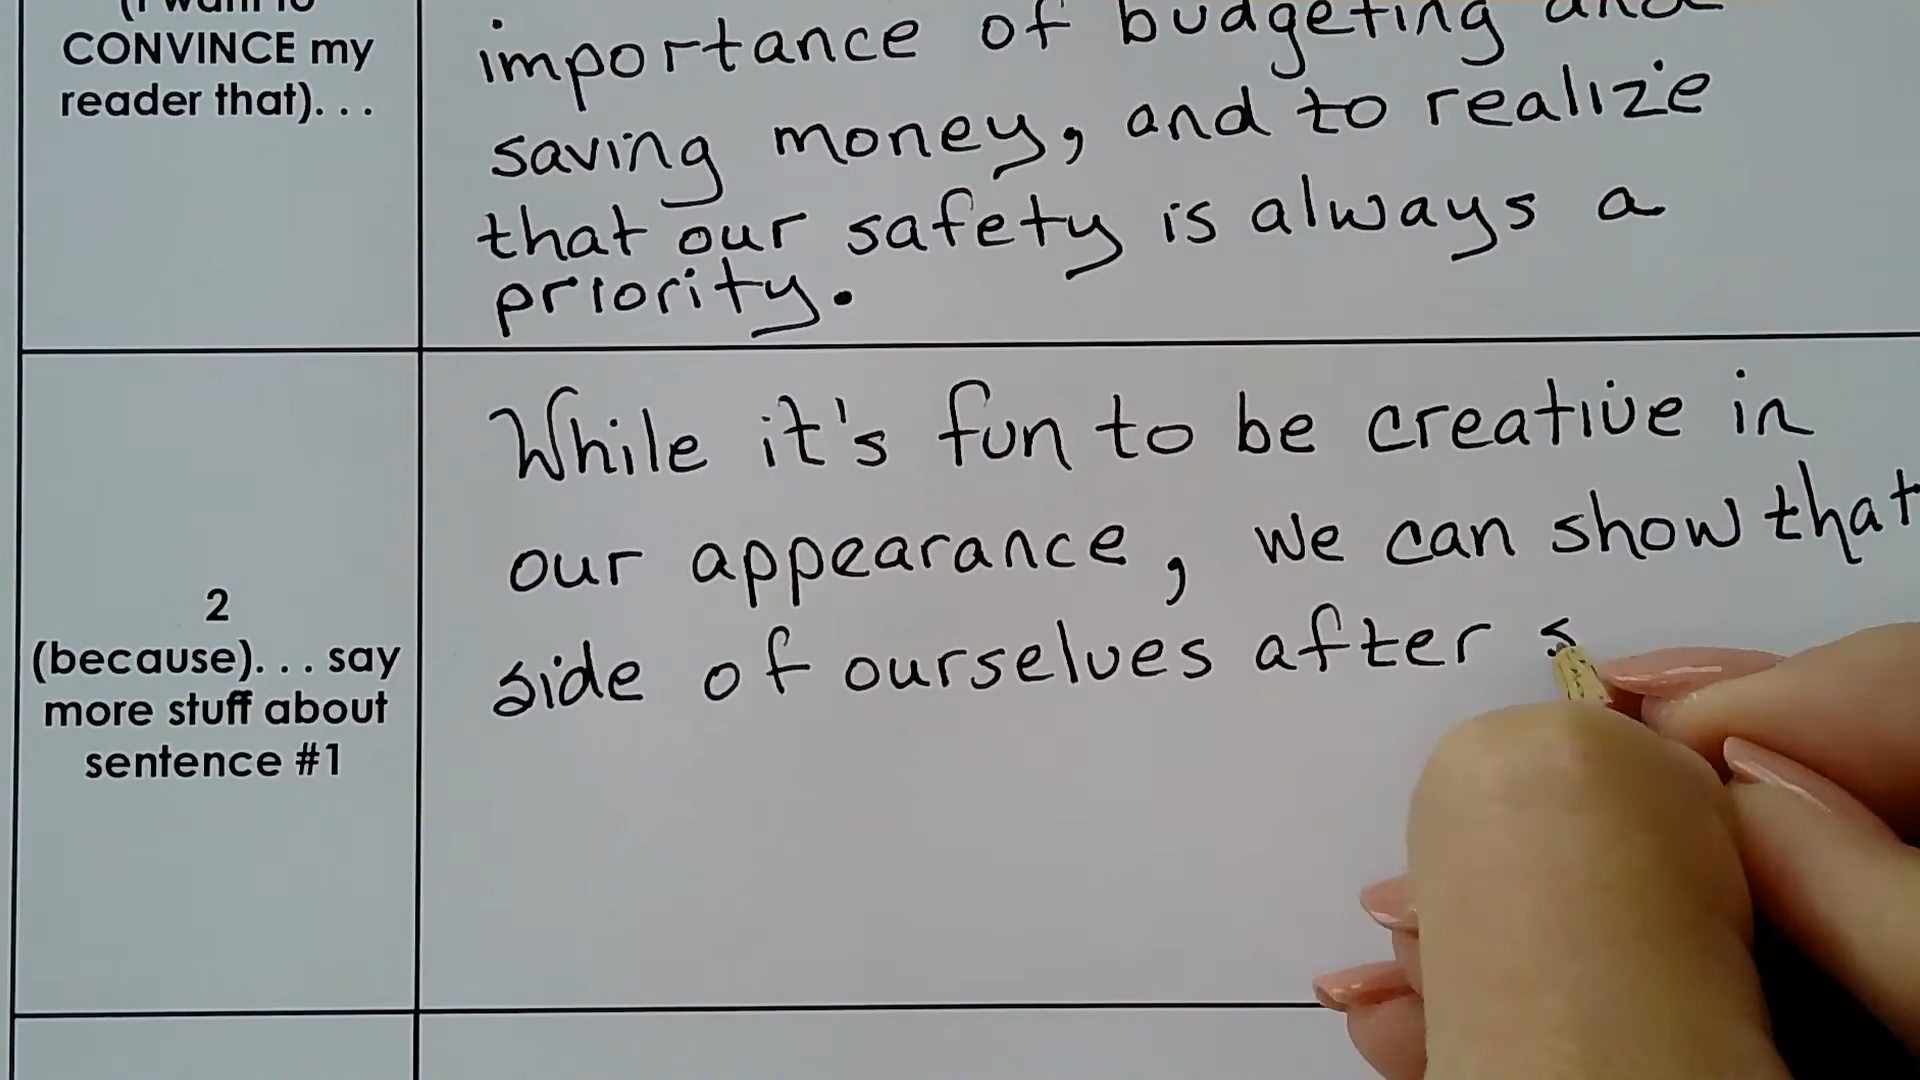 (I want to
CONVINCE my
reader that). . .
importance of budgeting and
saving money, and to realize
that our safety is always a
priority.
2
(because). . . say
more stuff about
sentence #1
While it's fun to be creative in
our appearance, we can show that
side of ourselves after s